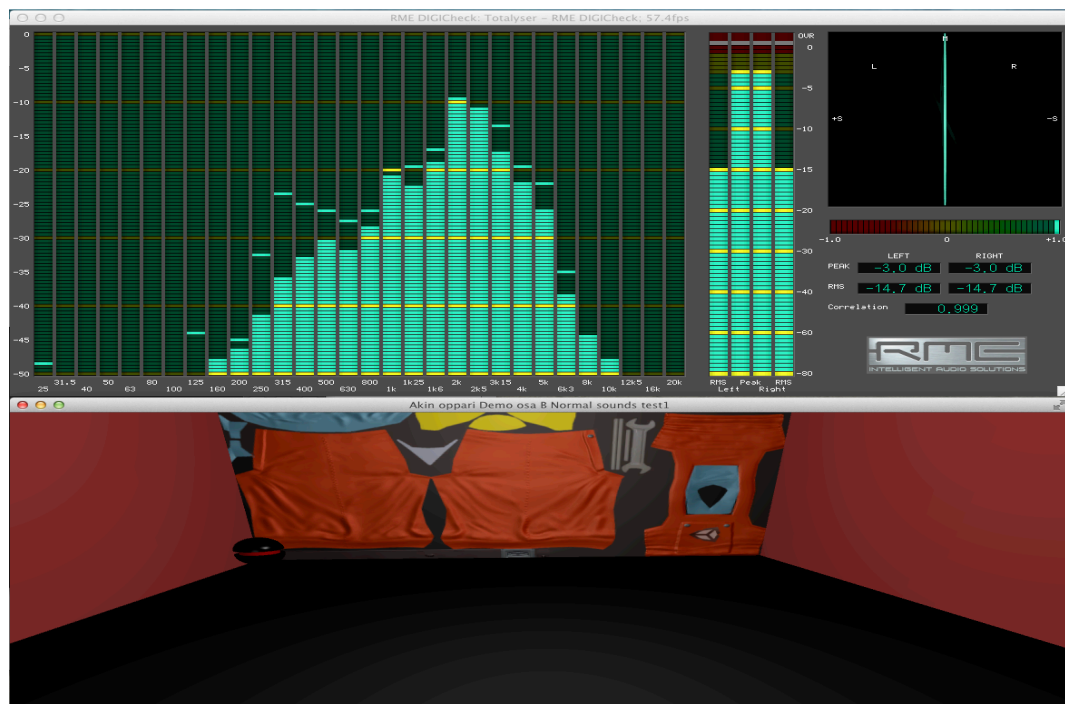 RME DIGICheck: Totalyser - RME DIGICheck; 57.4fps
0
-5
-10
-15
-20
-30
-35
-40
-45
-50
25 31.5 40 50 63 80 100 125 160 200 250 315 400 500 630 800 1k 1k25 1k6 2k 2k5 3k15 4k 5k 6k3 8k 10k 12k5 16k 20k
OVR
0
-5
-10
-15
-20
-30
-40
-60
-80
RMS Peak RMS
Left Right
M
L R
+S -S
-1.0 0 +1.0
LEFT RIGHT
PEAK -3.0 dB -3.0 dB
RMS -14.7 dB -14.7 dB
Correlation 0.999
RME
INTELLIGENT AUDIO SOLUTIONS
Akin oppari Demo osa B Normal sounds test1